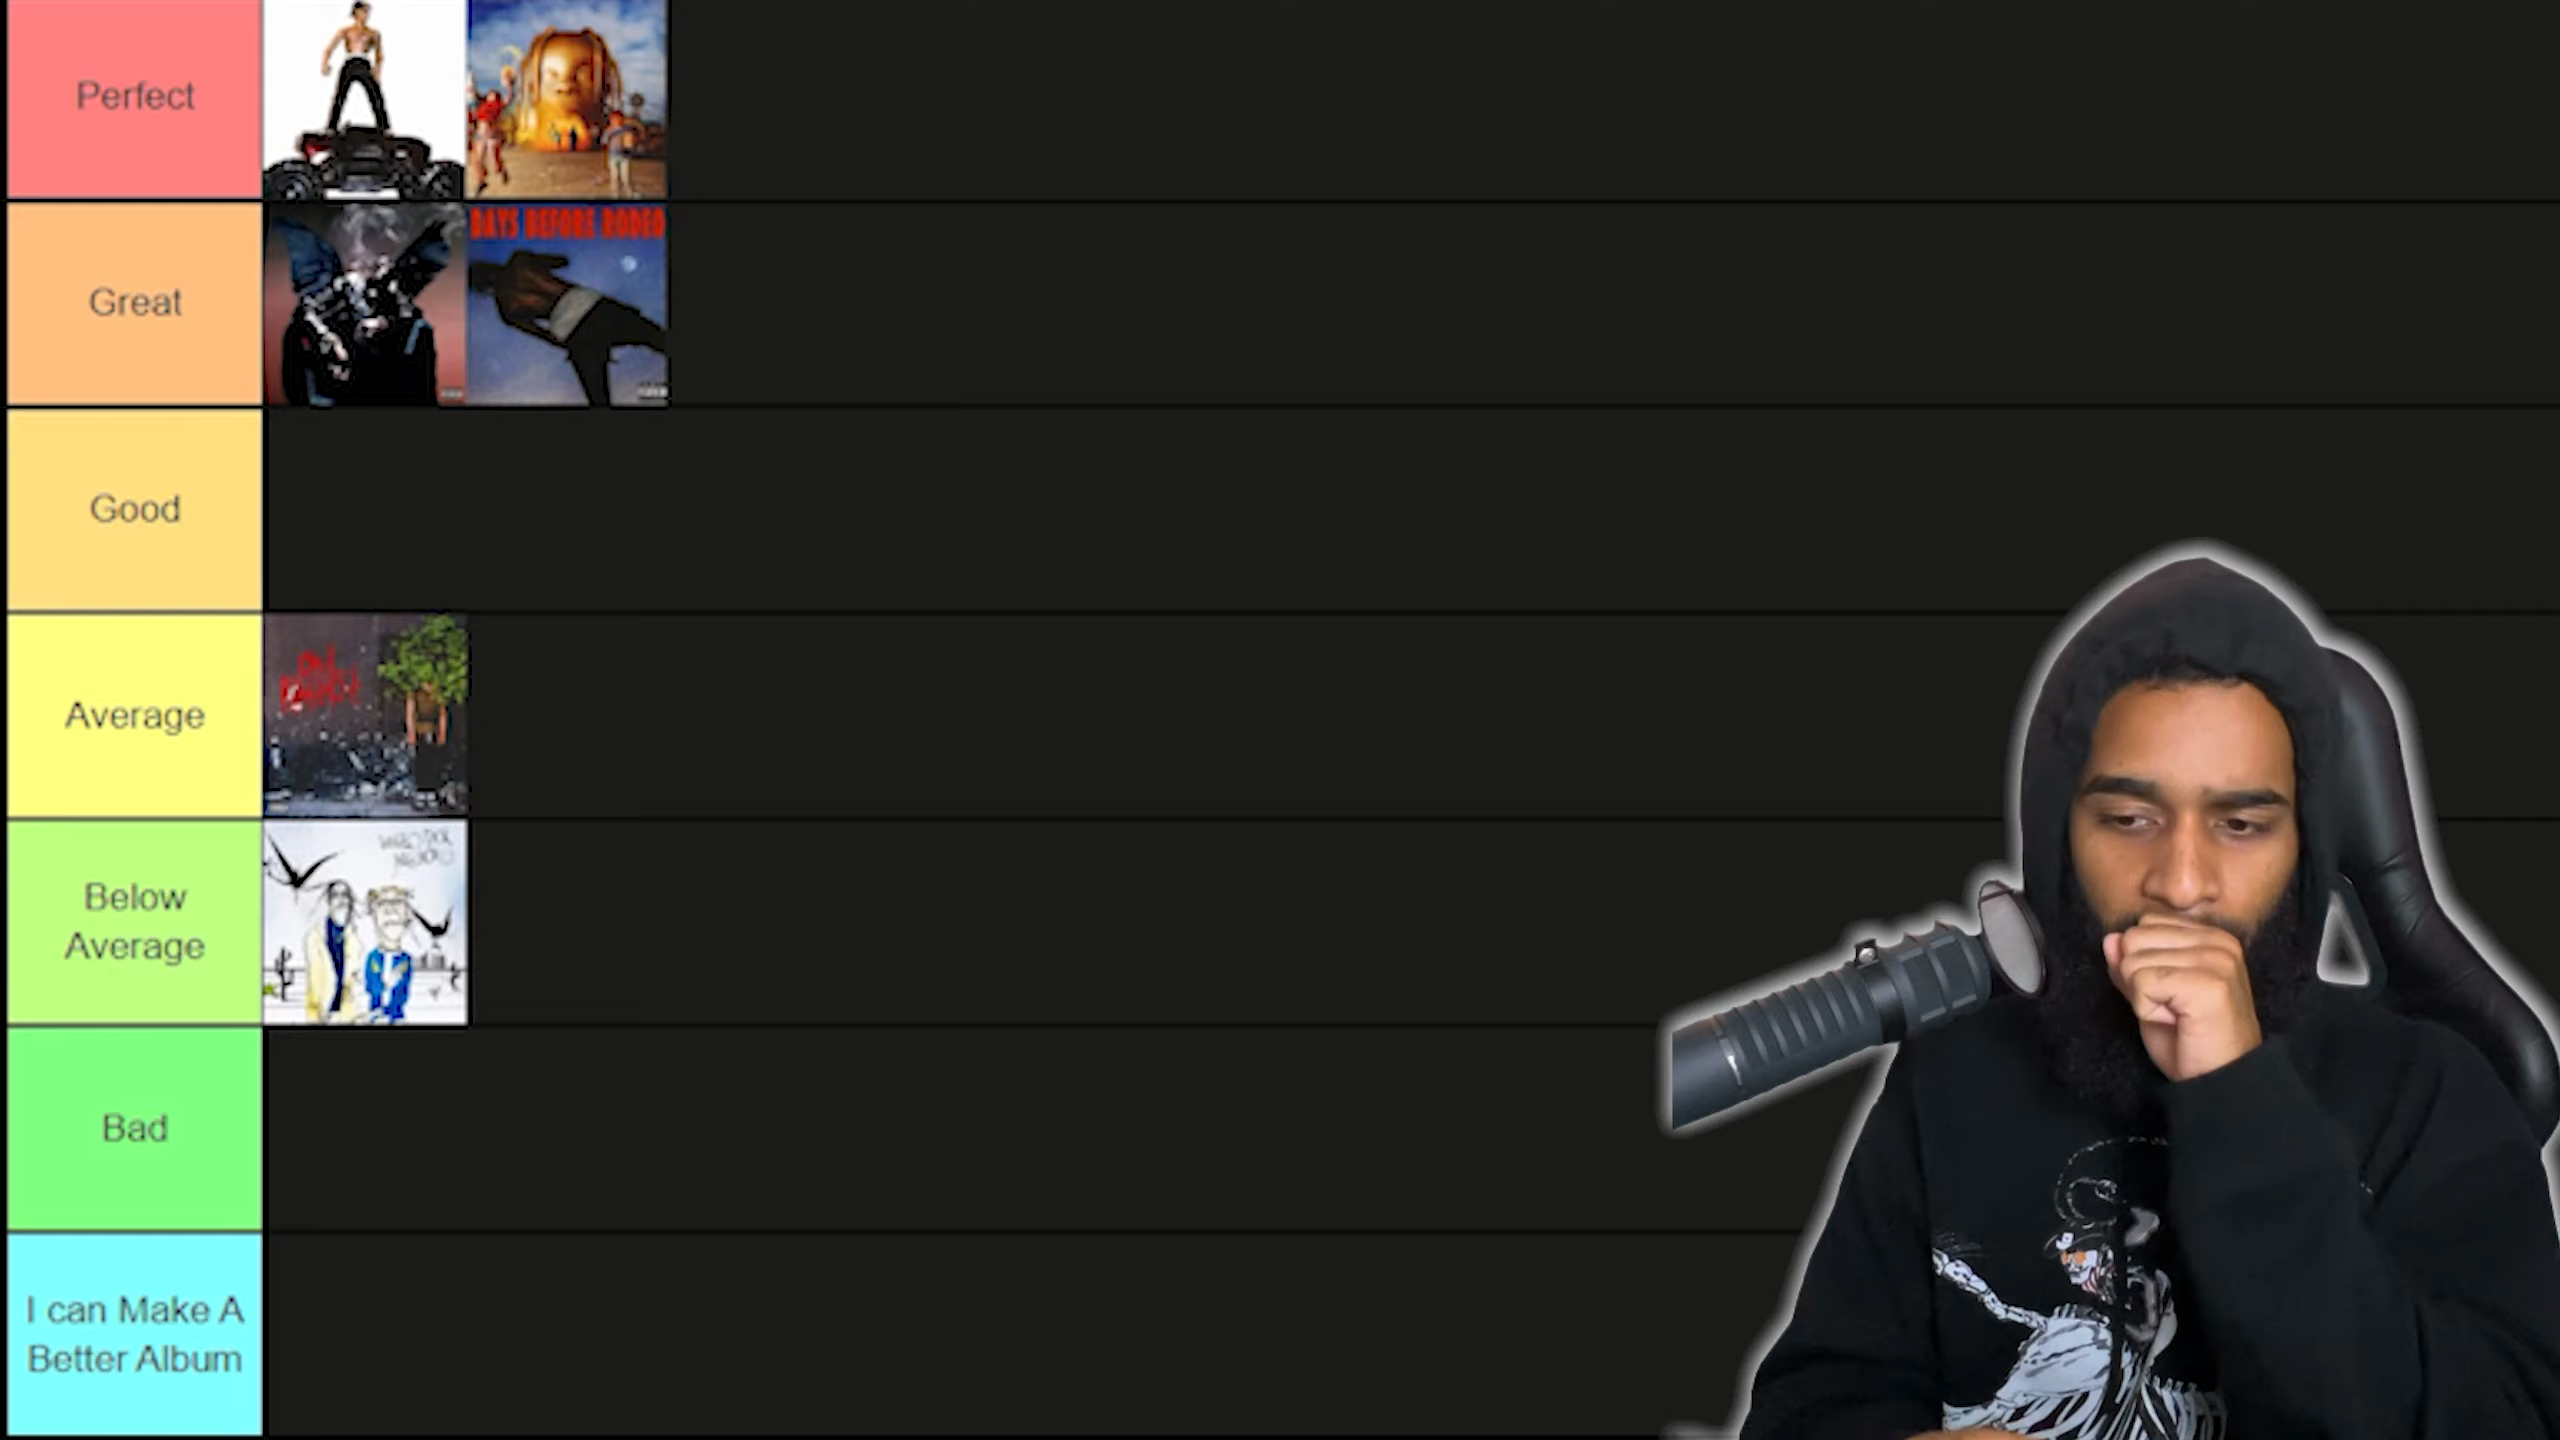 Perfect
Great
DAYS BEFORE RODEO
Good
Average
Below
Average
Bad
I can Make A
Better Album